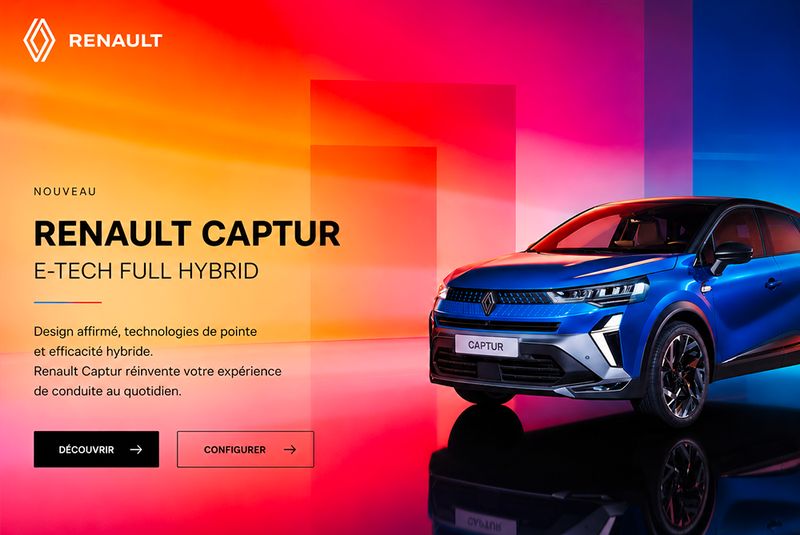 RENAULT
NOUVEAU
RENAULT CAPTUR
E-TECH FULL HYBRID
Design affirmé, technologies de pointe
et efficacité hybride.
Renault Captur réinvente votre expérience
de conduite au quotidien.
DÉCOUVRIR →
CONFIGURER →
CAPTUR
CAPTUR